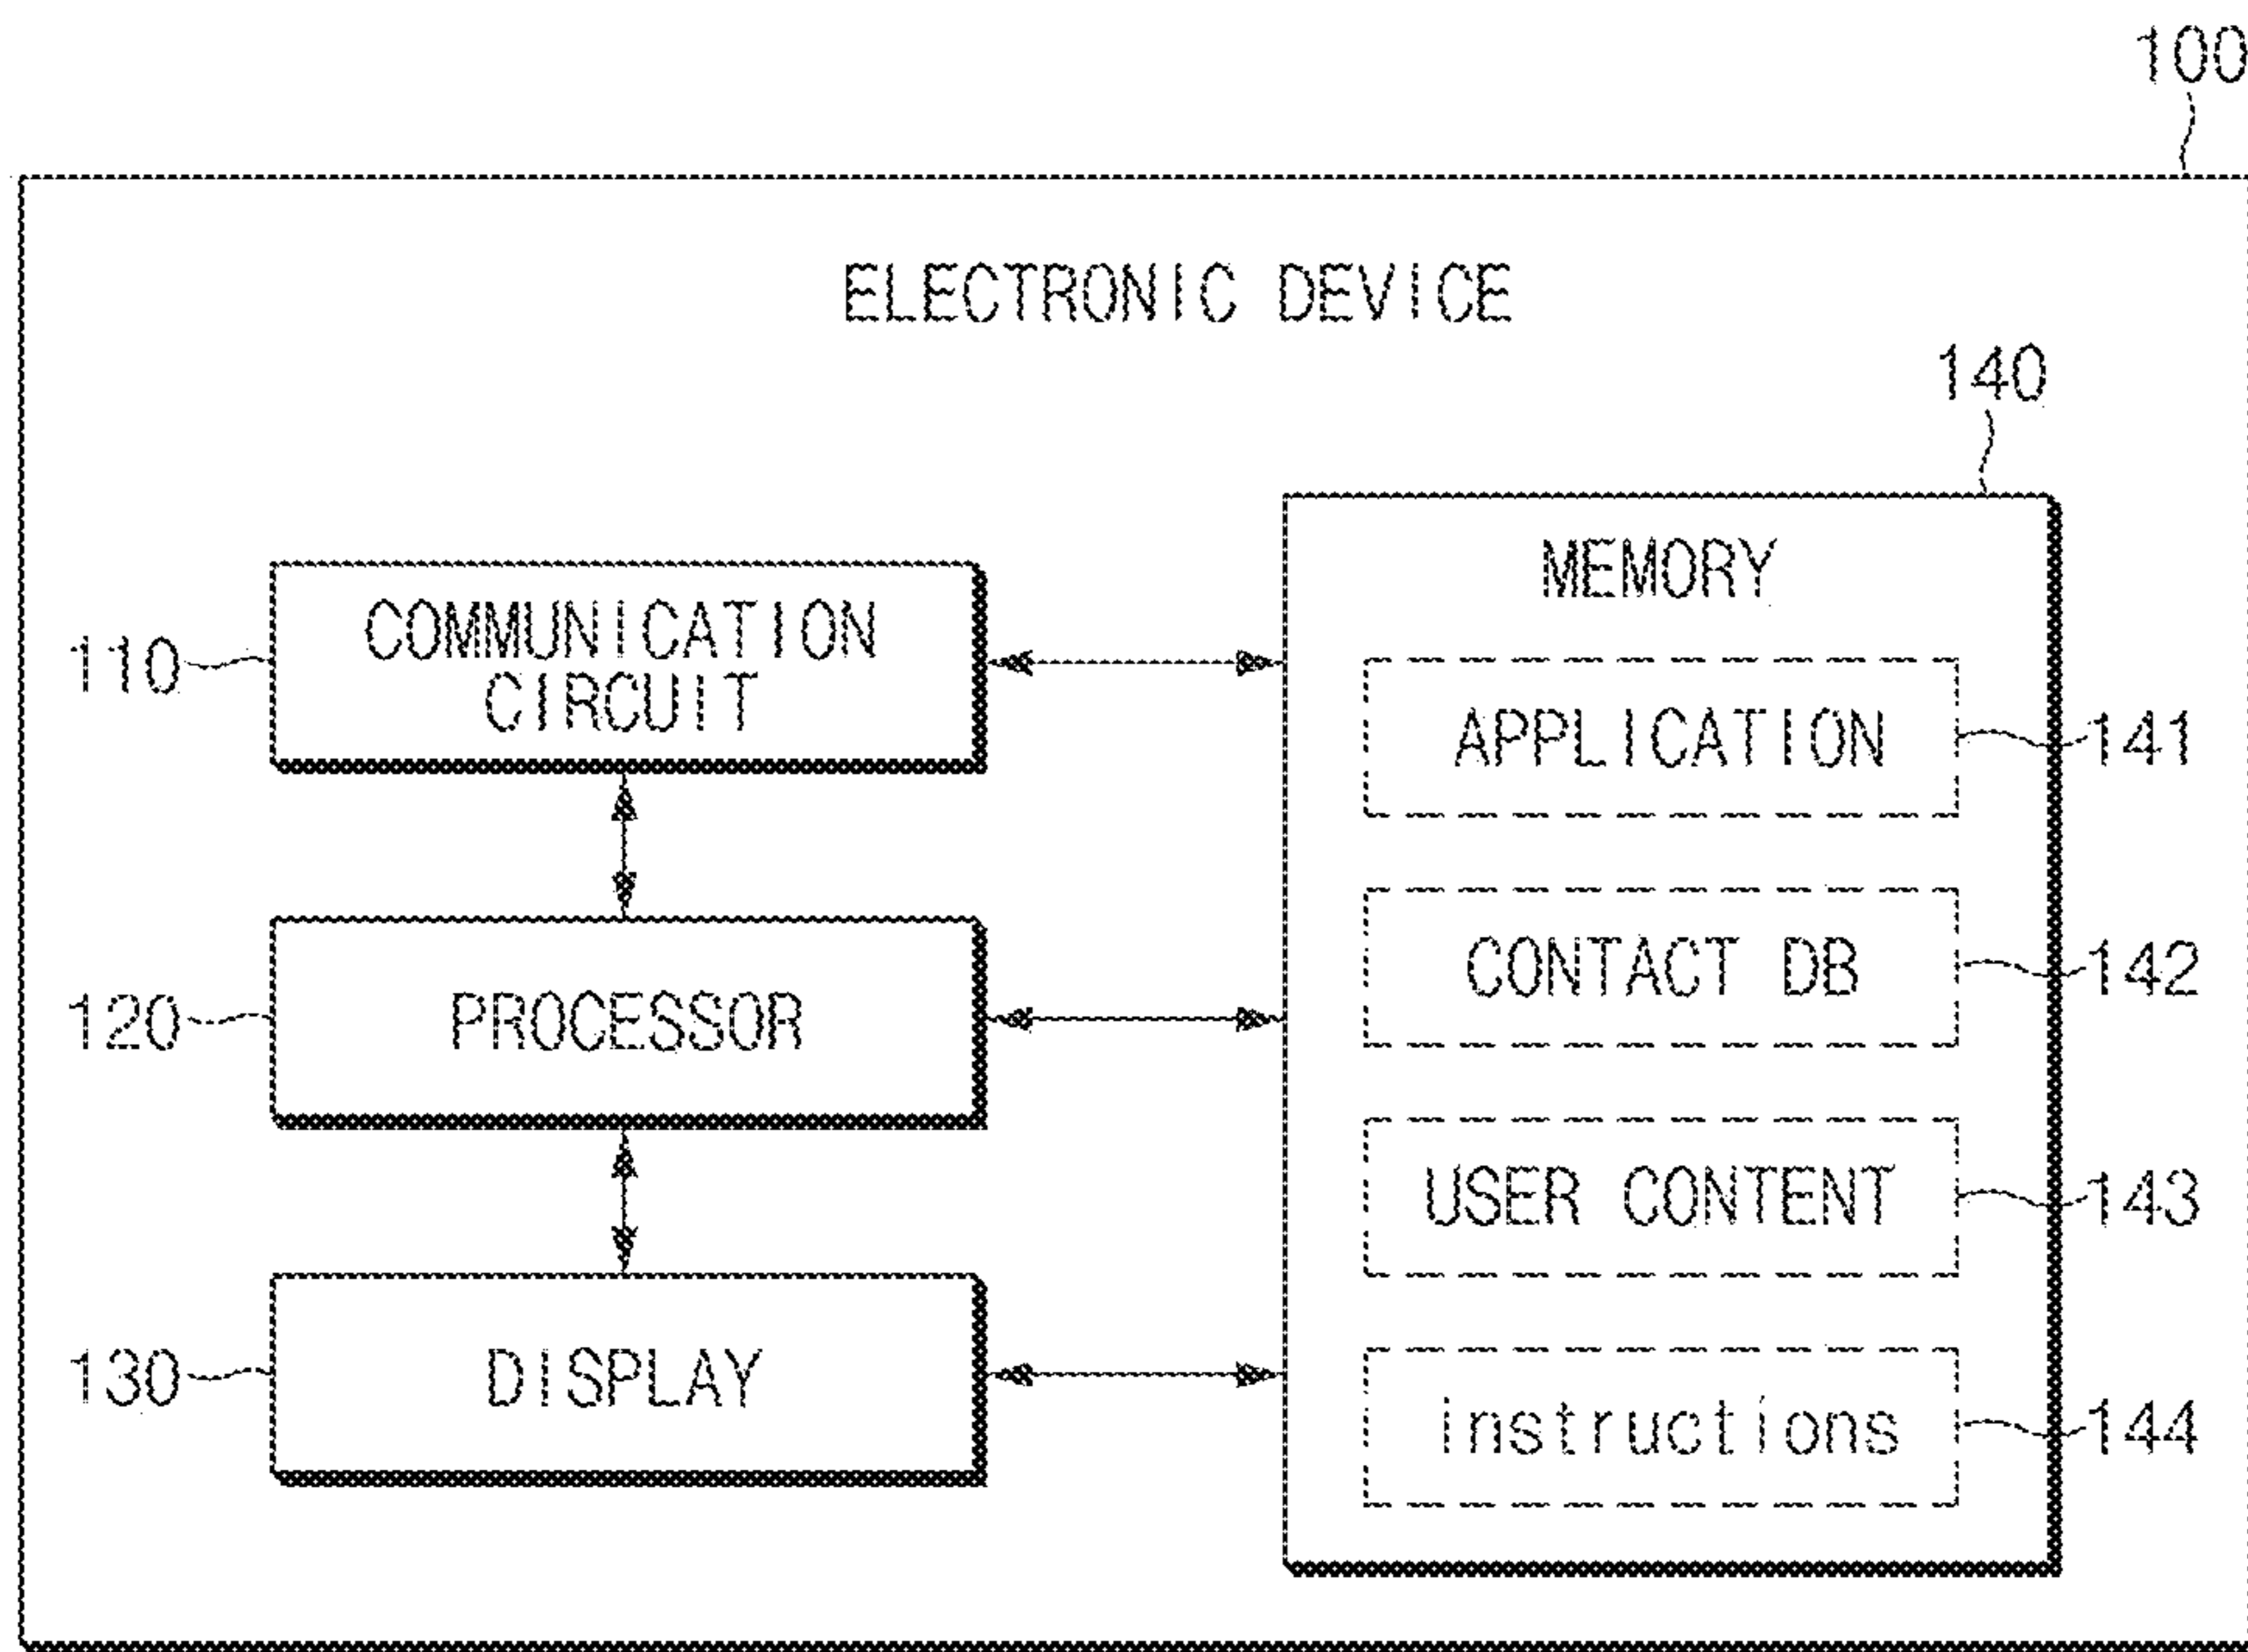 100
ELECTRONIC DEVICE
140
MEMORY
110
COMMUNICATION
CIRCUIT
APPLICATION
141
120
PROCESSOR
CONTACT DB
142
USER CONTENT
143
130
DISPLAY
instructions
144